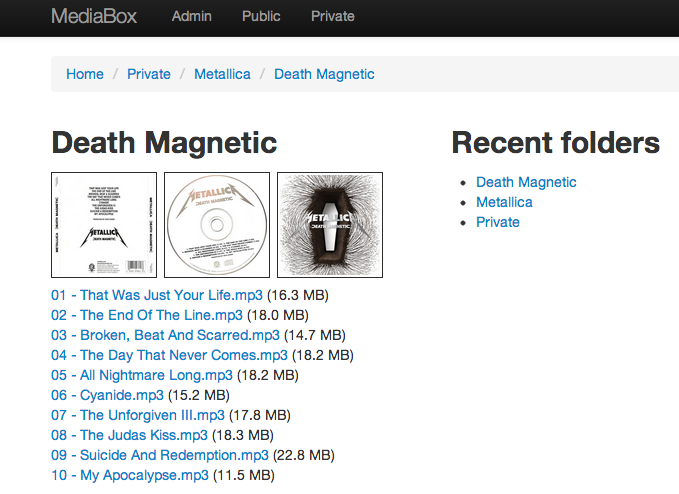 MediaBox Admin Public Private
Home / Private / Metallica / Death Magnetic
Death Magnetic
METALLICA
DEATH MAGNETIC
METALLICA
DEATH MAGNETIC
METALLICA
DEATH MAGNETIC
01 - That Was Just Your Life.mp3 (16.3 MB)
02 - The End Of The Line.mp3 (18.0 MB)
03 - Broken, Beat And Scarred.mp3 (14.7 MB)
04 - The Day That Never Comes.mp3 (18.2 MB)
05 - All Nightmare Long.mp3 (18.2 MB)
06 - Cyanide.mp3 (15.2 MB)
07 - The Unforgiven III.mp3 (17.8 MB)
08 - The Judas Kiss.mp3 (18.3 MB)
09 - Suicide And Redemption.mp3 (22.8 MB)
10 - My Apocalypse.mp3 (11.5 MB)
Recent folders
Death Magnetic
Metallica
Private